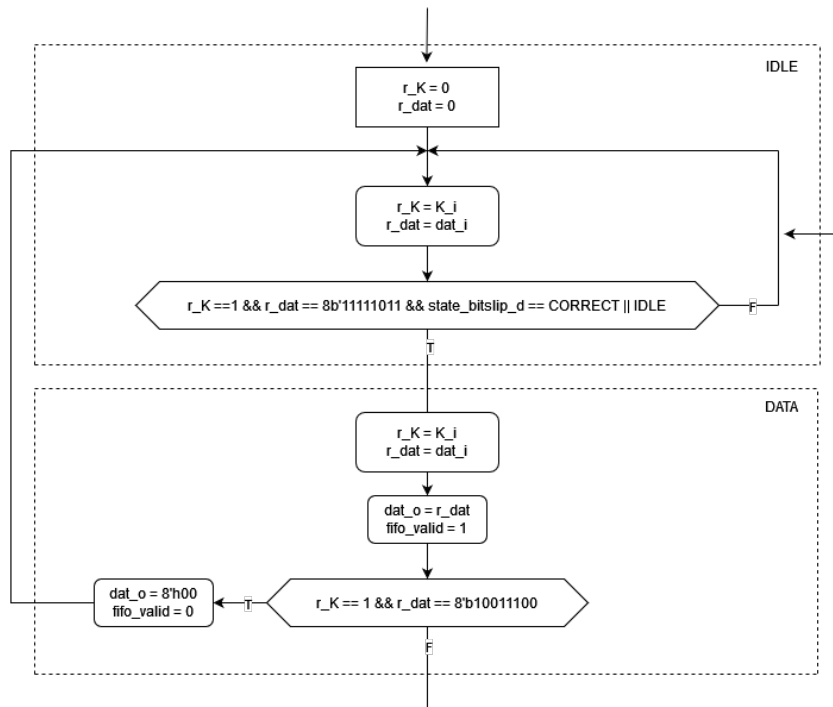 IDLE
r_K = 0
r_dat = 0
r_K = K_i
r_dat = dat_i
r_K ==1 && r_dat == 8b'11111011 && state_bitslip_d == CORRECT || IDLE
F
T
DATA
r_K = K_i
r_dat = dat_i
dat_o = r_dat
fifo_valid = 1
dat_o = 8'h00
fifo_valid = 0
T
r_K == 1 && r_dat == 8'b10011100
F